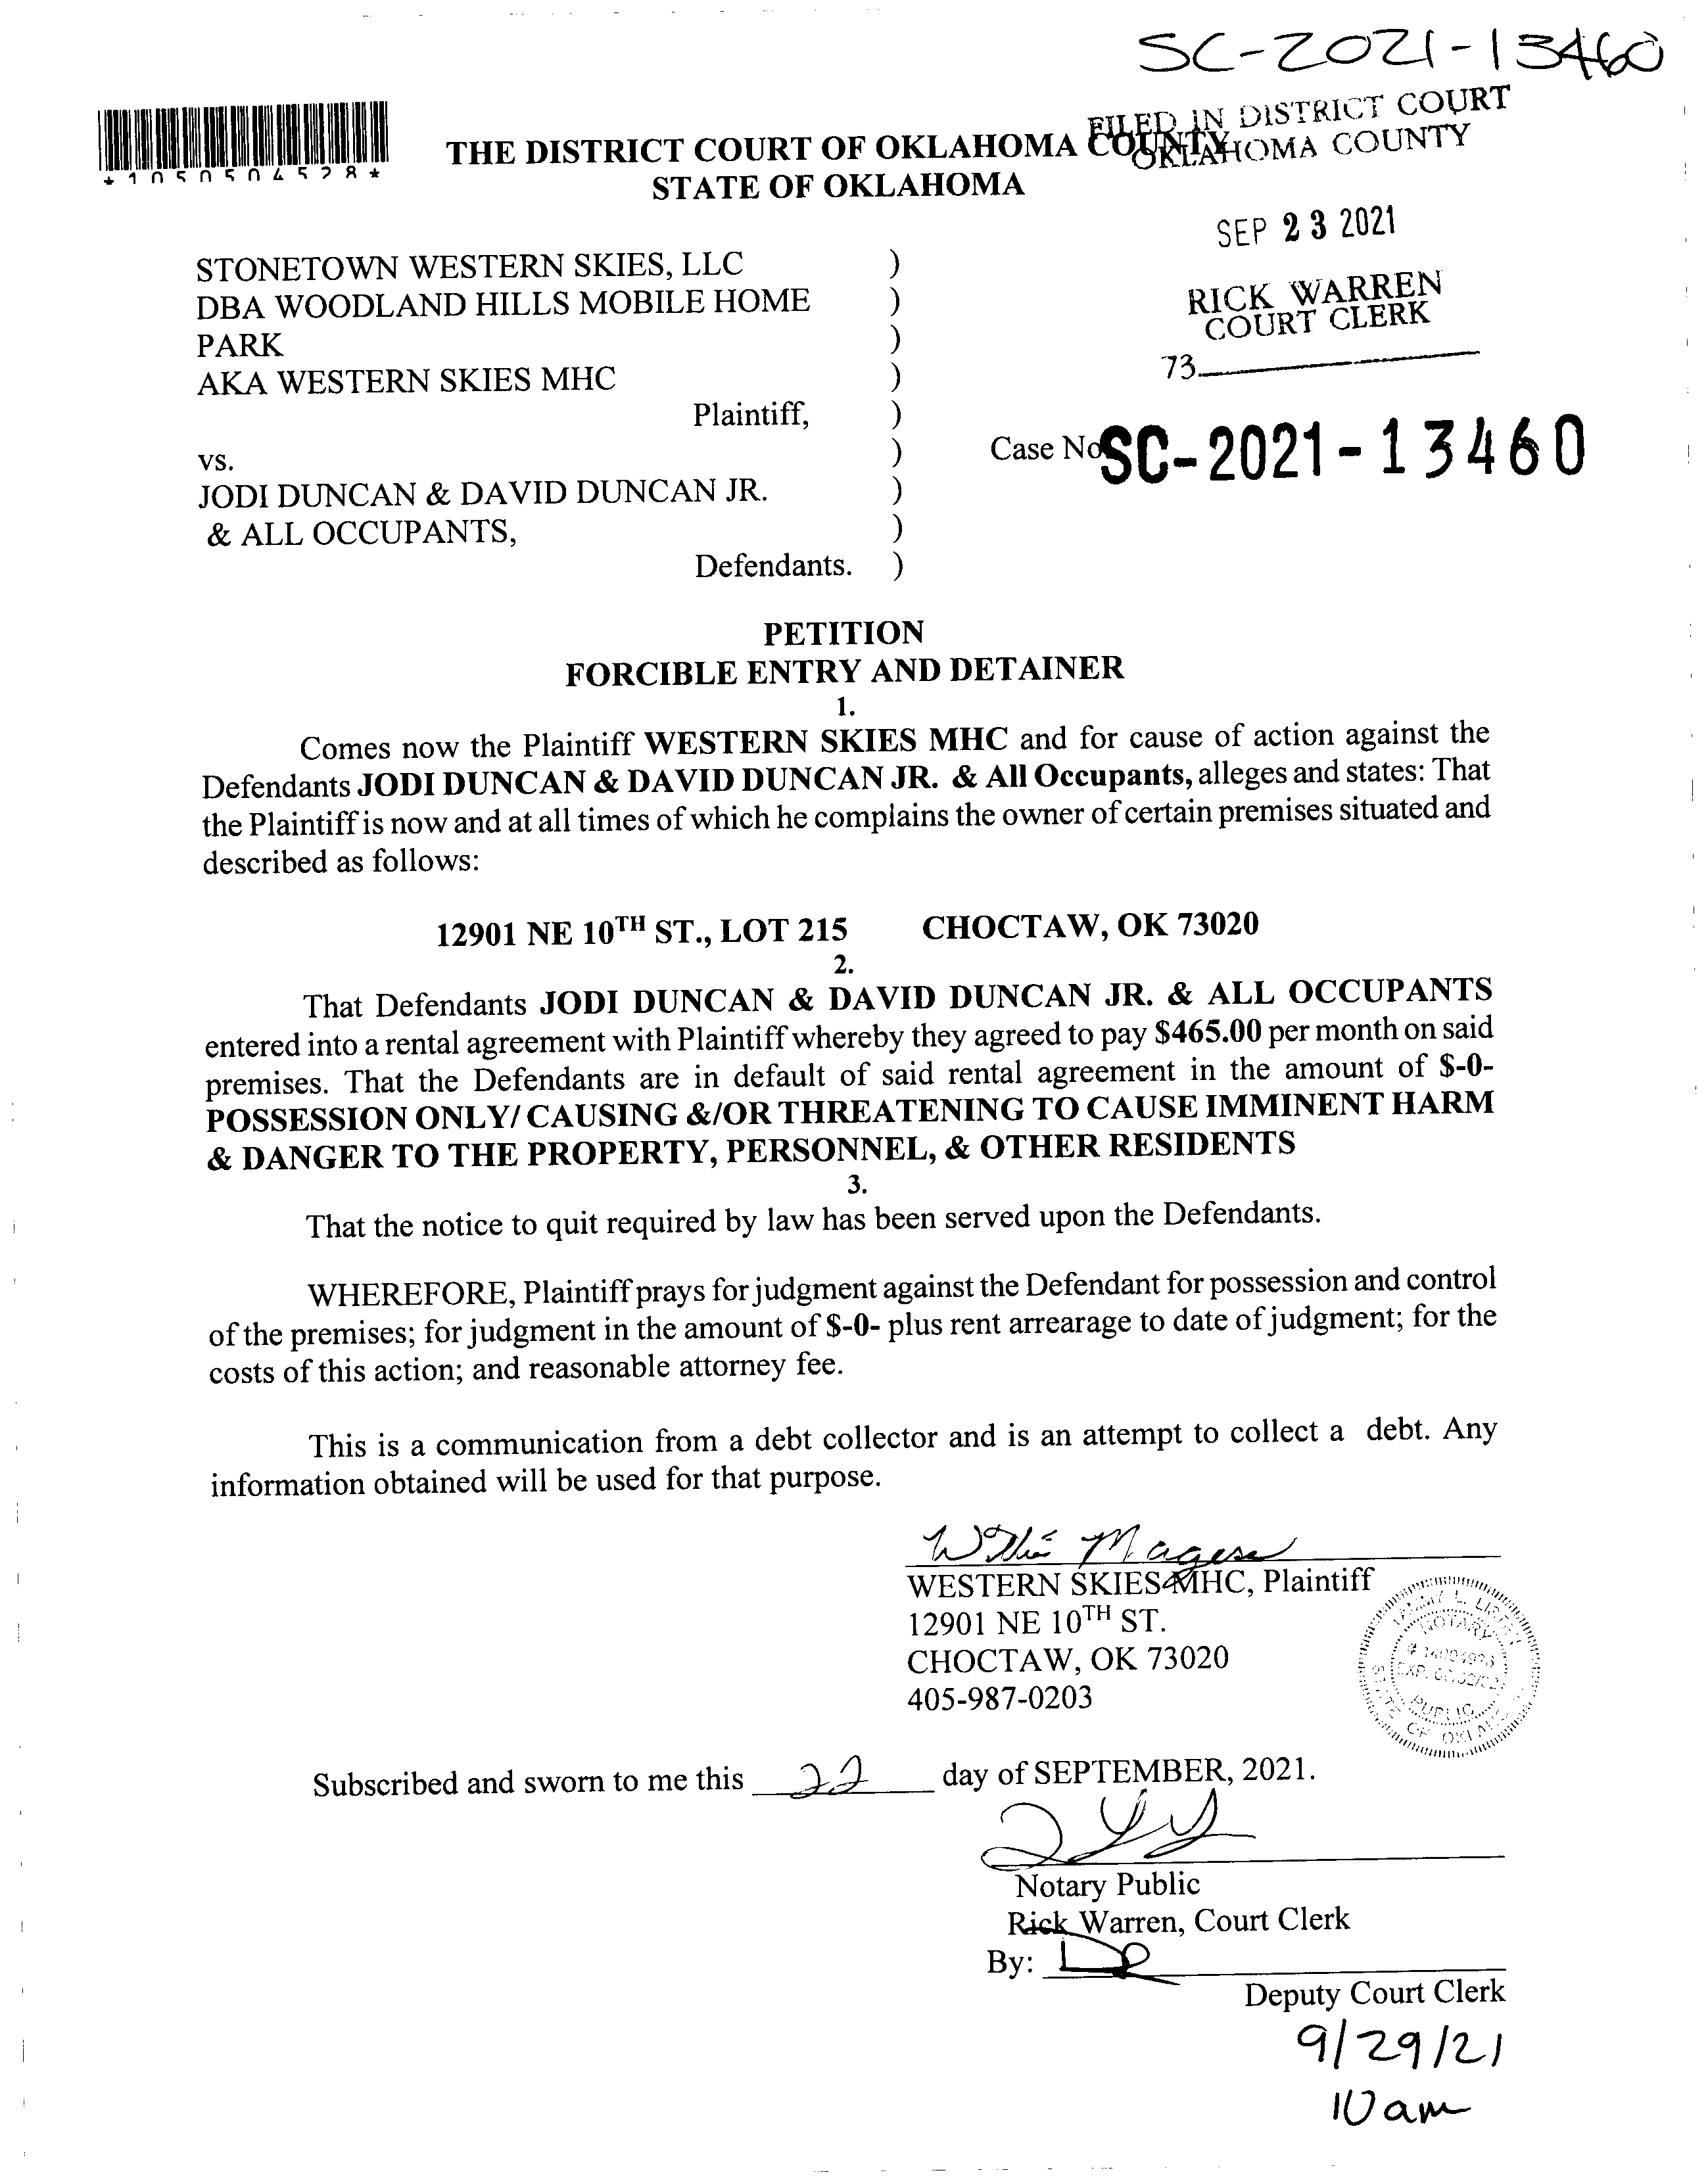 SC-2021-13460
*1050504528*
FILED IN DISTRICT COURT
OKLAHOMA COUNTY
THE DISTRICT COURT OF OKLAHOMA COUNTY
STATE OF OKLAHOMA
SEP 23 2021
RICK WARREN
COURT CLERK
73
STONETOWN WESTERN SKIES, LLC )
DBA WOODLAND HILLS MOBILE HOME )
PARK )
AKA WESTERN SKIES MHC )
Plaintiff, )
)
Case No SC-2021-13460
vs.
JODI DUNCAN & DAVID DUNCAN JR. )
& ALL OCCUPANTS, )
Defendants. )
PETITION
FORCIBLE ENTRY AND DETAINER
1.
Comes now the Plaintiff WESTERN SKIES MHC and for cause of action against the
Defendants JODI DUNCAN & DAVID DUNCAN JR. & All Occupants, alleges and states: That
the Plaintiff is now and at all times of which he complains the owner of certain premises situated and
described as follows:
12901 NE 10TH ST., LOT 215 CHOCTAW, OK 73020
2.
That Defendants JODI DUNCAN & DAVID DUNCAN JR. & ALL OCCUPANTS
entered into a rental agreement with Plaintiff whereby they agreed to pay $465.00 per month on said
premises. That the Defendants are in default of said rental agreement in the amount of $-0-
POSSESSION ONLY/ CAUSING &/OR THREATENING TO CAUSE IMMINENT HARM
& DANGER TO THE PROPERTY, PERSONNEL, & OTHER RESIDENTS
3.
That the notice to quit required by law has been served upon the Defendants.
WHEREFORE, Plaintiff prays for judgment against the Defendant for possession and control
of the premises; for judgment in the amount of $-0- plus rent arrearage to date of judgment; for the
costs of this action; and reasonable attorney fee.
This is a communication from a debt collector and is an attempt to collect a debt. Any
information obtained will be used for that purpose.
WESTERN SKIES MHC, Plaintiff
12901 NE 10TH ST.
CHOCTAW, OK 73020
405-987-0203
NOTARY
PUBLIC
STATE OF
Subscribed and sworn to me this 22 day of SEPTEMBER, 2021.
Notary Public
Rick Warren, Court Clerk
By:
Deputy Court Clerk
9/29/21
10 am